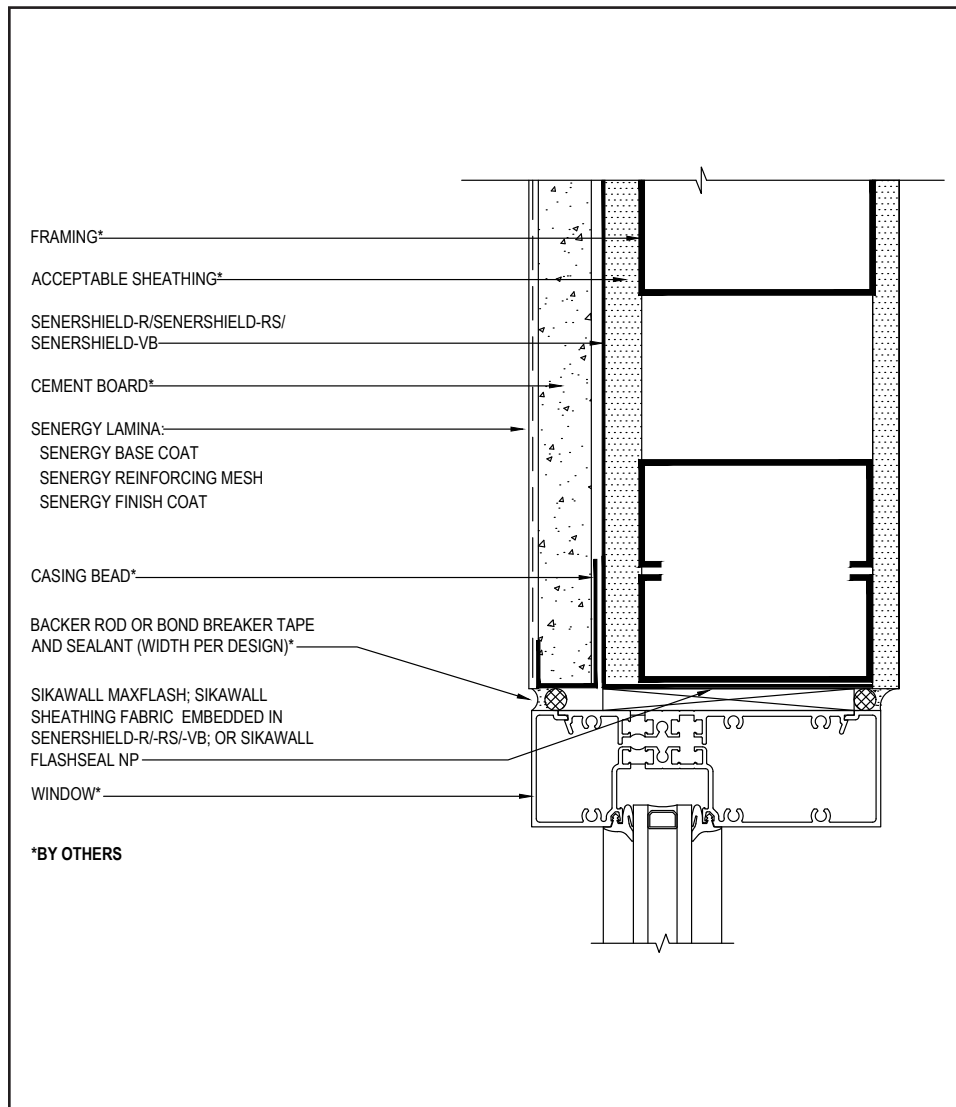 FRAMING*
ACCEPTABLE SHEATHING*
SENERSHIELD-R/SENERSHIELD-RS/
SENERSHIELD-VB
CEMENT BOARD*
SENERGY LAMINA:
SENERGY BASE COAT
SENERGY REINFORCING MESH
SENERGY FINISH COAT
CASING BEAD*
BACKER ROD OR BOND BREAKER TAPE
AND SEALANT (WIDTH PER DESIGN)*
SIKAWALL MAXFLASH; SIKAWALL
SHEATHING FABRIC EMBEDDED IN
SENERSHIELD-R/-RS/-VB; OR SIKAWALL
FLASHSEAL NP
WINDOW*
*BY OTHERS